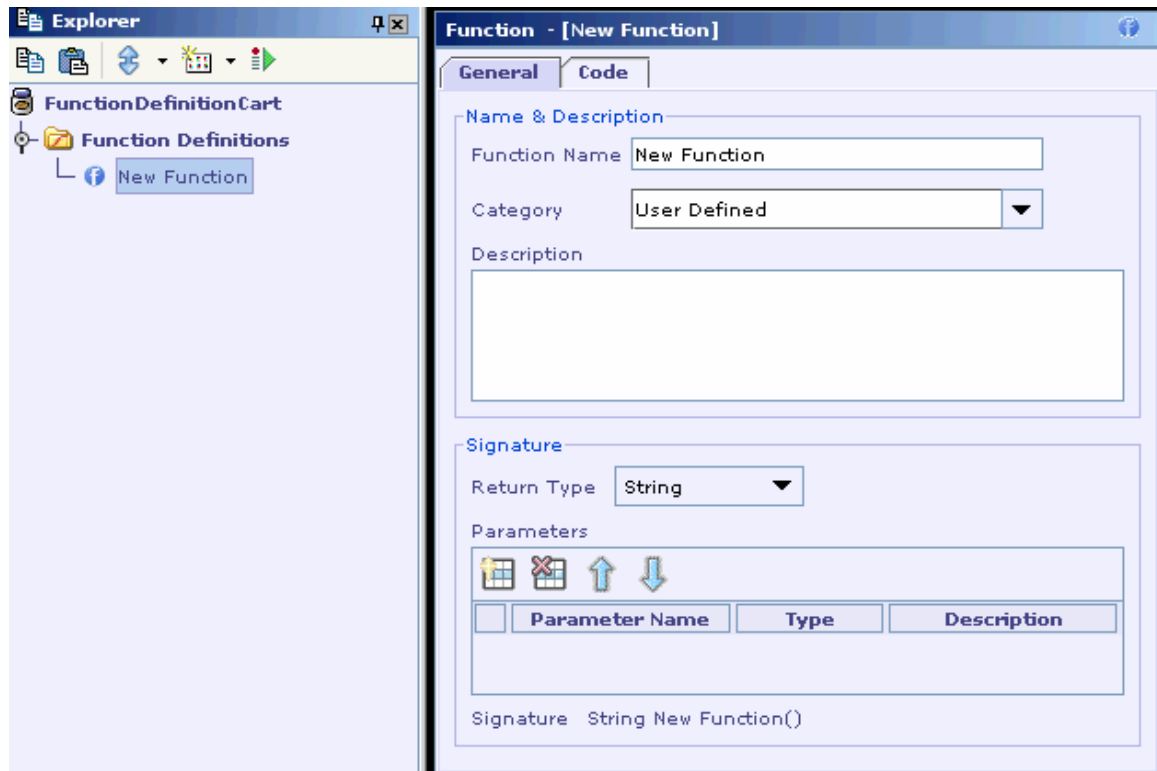 Explorer
FunctionDefinitionCart
Function Definitions
New Function
Function - [New Function]
General Code
Name & Description
Function Name New Function
Category User Defined
Description
Signature
Return Type String
Parameters
Parameter Name Type Description
Signature String New Function()